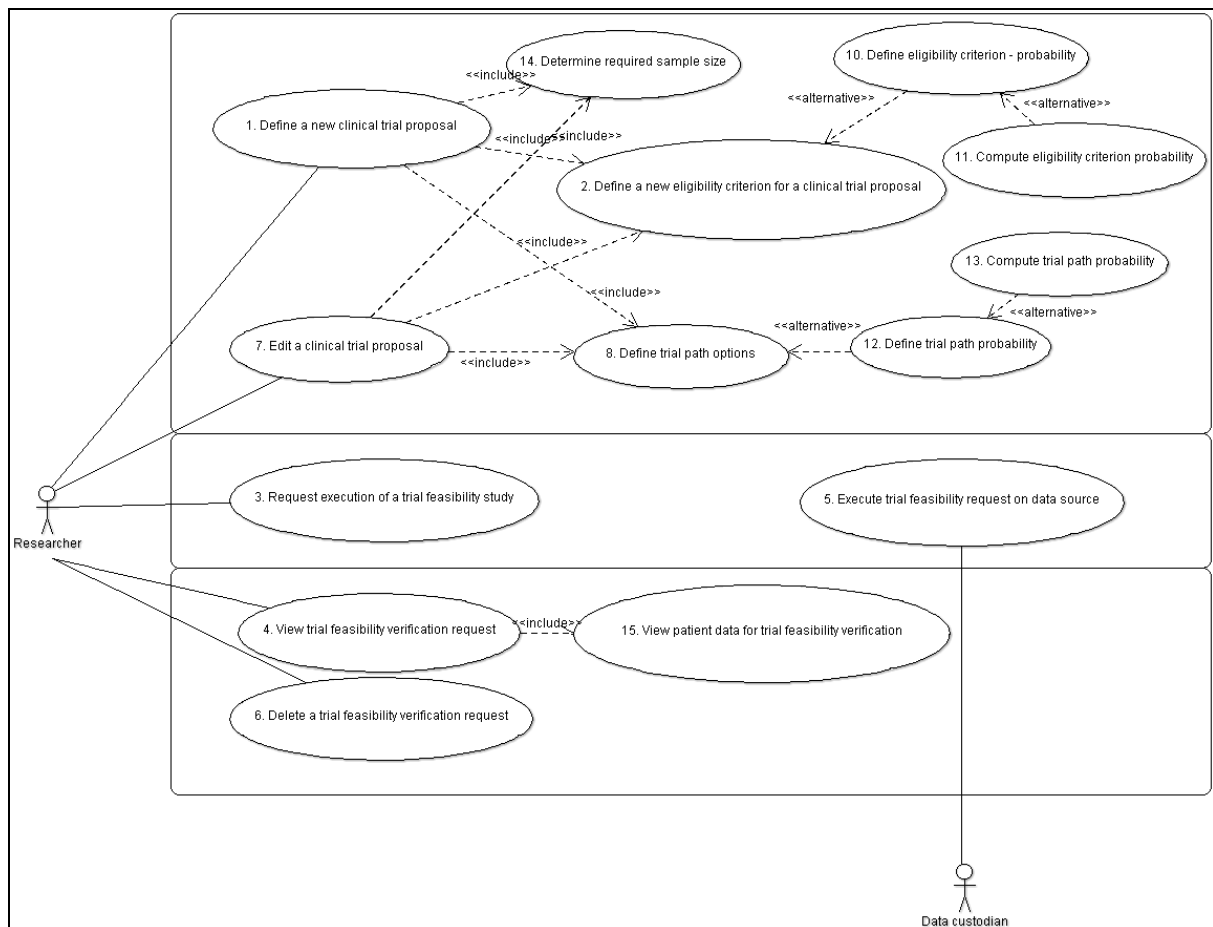 14. Determine required sample size
10. Define eligibility criterion - probability
<<include>>
<<alternative>>
<<alternative>>
1. Define a new clinical trial proposal
<<include>>
<<include>>
11. Compute eligibility criterion probability
2. Define a new eligibility criterion for a clinical trial proposal
<<include>>
13. Compute trial path probability
<<include>>
<<alternative>>
<<alternative>>
7. Edit a clinical trial proposal
8. Define trial path options
12. Define trial path probability
<<include>>
3. Request execution of a trial feasibility study
5. Execute trial feasibility request on data source
Researcher
<<include>>
4. View trial feasibility verification request
15. View patient data for trial feasibility verification
6. Delete a trial feasibility verification request
Data custodian